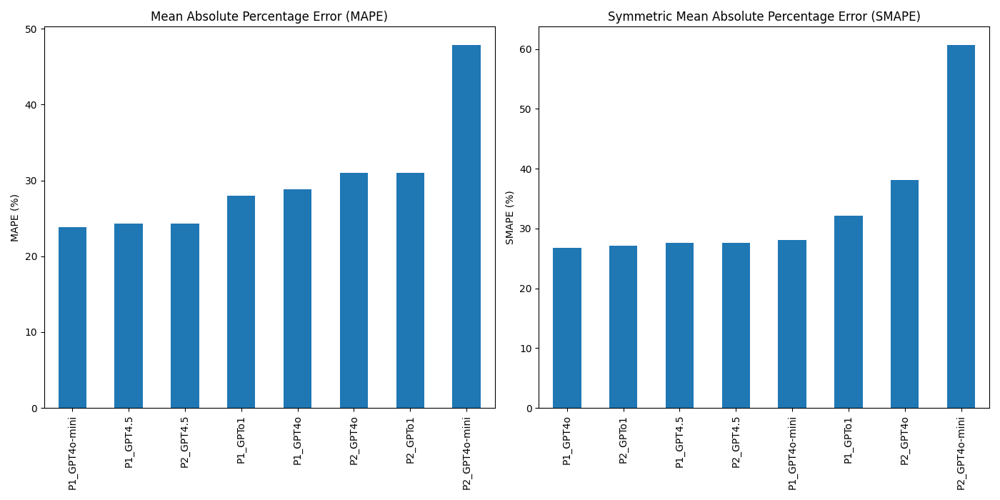 Mean Absolute Percentage Error (MAPE)
50
40
30
20
10
0
MAPE (%)
P1_GPT4o-mini
P1_GPT4.5
P2_GPT4.5
P1_GPTo1
P1_GPT4o
P2_GPT4o
P2_GPTo1
P2_GPT4o-mini
Symmetric Mean Absolute Percentage Error (SMAPE)
60
50
40
30
20
10
0
SMAPE (%)
P1_GPT4o
P2_GPTo1
P1_GPT4.5
P2_GPT4.5
P1_GPT4o-mini
P1_GPTo1
P2_GPT4o
P2_GPT4o-mini